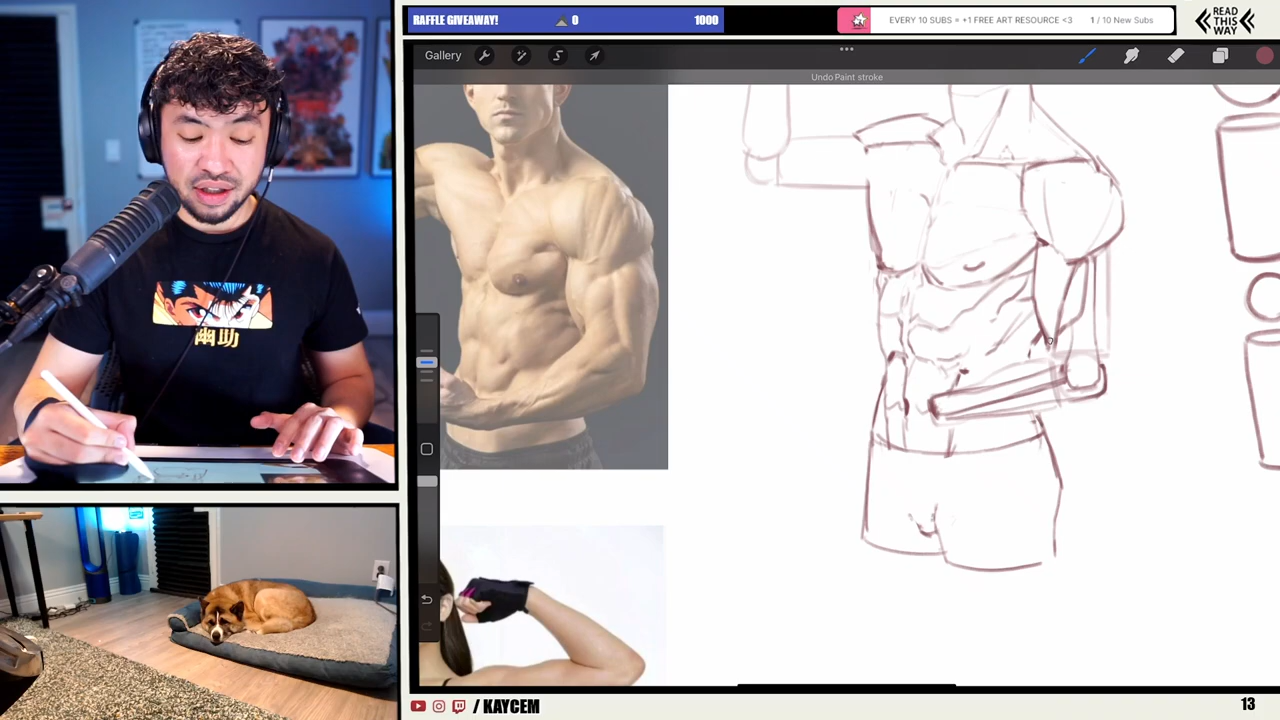 RAFFLE GIVEAWAY!
0
1000
EVERY 10 SUBS = +1 FREE ART RESOURCE <3
1 / 10 New Subs
READ
THIS
WAY
Gallery
Undo Paint stroke
幽助
/ KAYCEM
13